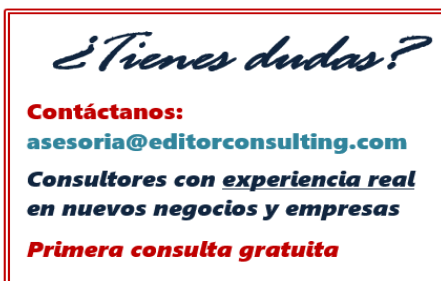 ¿Tienes dudas?
Contáctanos:
asesoria@editorconsulting.com
Consultores con experiencia real
en nuevos negocios y empresas
Primera consulta gratuita